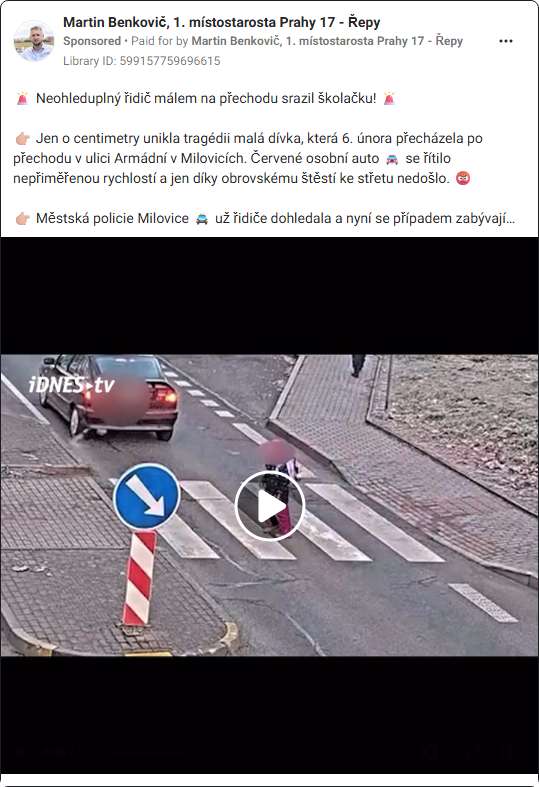 Martin Benkovič, 1. místostarosta Prahy 17 - Řepy
Sponsored • Paid for by Martin Benkovič, 1. místostarosta Prahy 17 - Řepy
Library ID: 599157759696615
🚨 Neohleduplný řidič málem na přechodu srazil školačku! 🚨
👉🏼 Jen o centimetry unikla tragédii malá dívka, která 6. února přecházela po
přechodu v ulici Armádní v Milovicích. Červené osobní auto 🚘 se řítilo
nepřiměřenou rychlostí a jen díky obrovskému štěstí ke střetu nedošlo. 🤬
👉🏼 Městská policie Milovice 🚔 už řidiče dohledala a nyní se případem zabývají…
iDNES▸tv